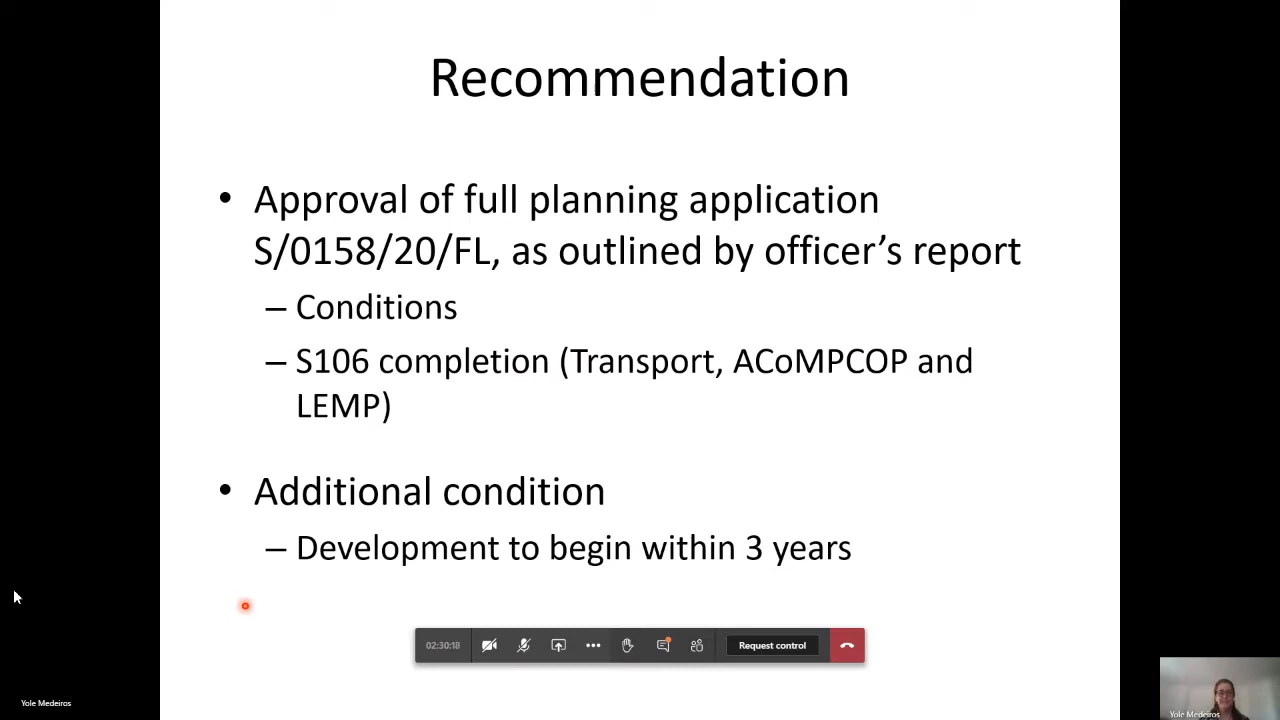 Recommendation
• Approval of full planning application
S/0158/20/FL, as outlined by officer’s report
– Conditions
– S106 completion (Transport, ACoMPCOP and
LEMP)
• Additional condition
– Development to begin within 3 years
02:30:18
Request control
Yole Medeiros
Yole Medeiros